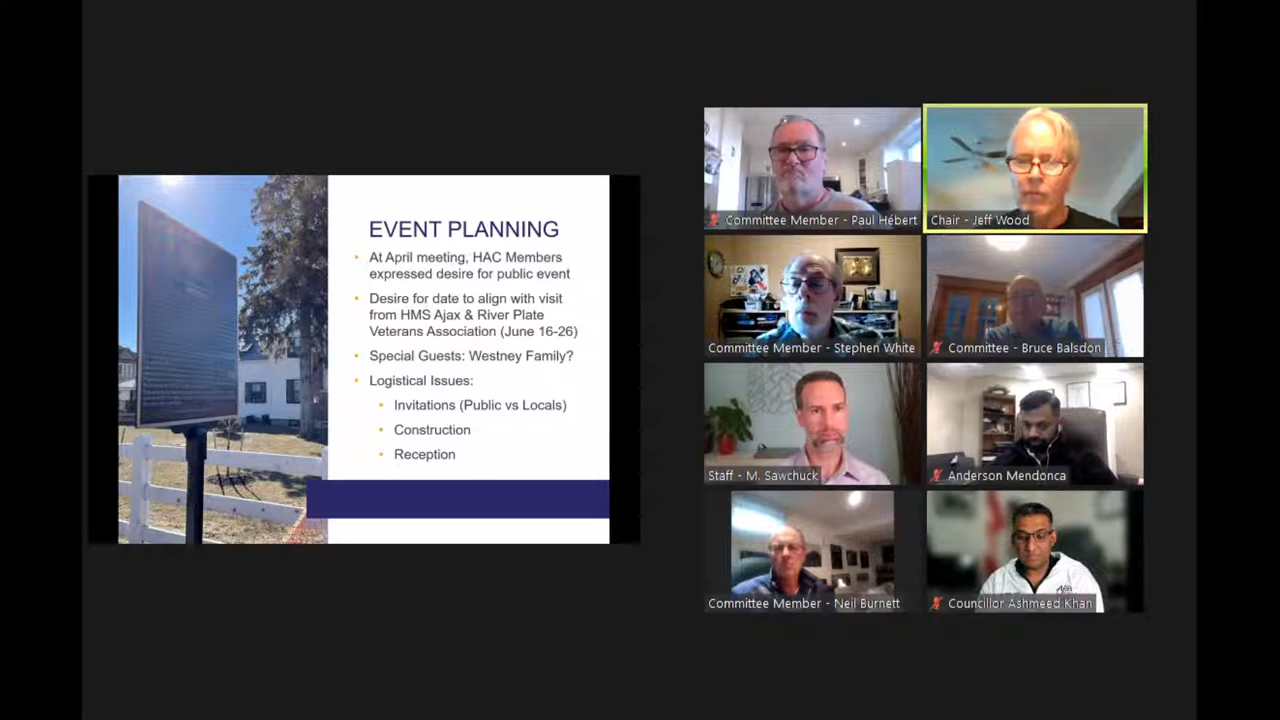 EVENT PLANNING
• At April meeting, HAC Members
expressed desire for public event
• Desire for date to align with visit
from HMS Ajax & River Plate
Veterans Association (June 16-26)
• Special Guests: Westney Family?
• Logistical Issues:
• Invitations (Public vs Locals)
• Construction
• Reception
Committee Member - Paul Hébert
Chair - Jeff Wood
Committee Member - Stephen White
Committee - Bruce Balsdon
Staff - M. Sawchuck
Anderson Mendonca
Committee Member - Neil Burnett
Councillor Ashmeed Khan